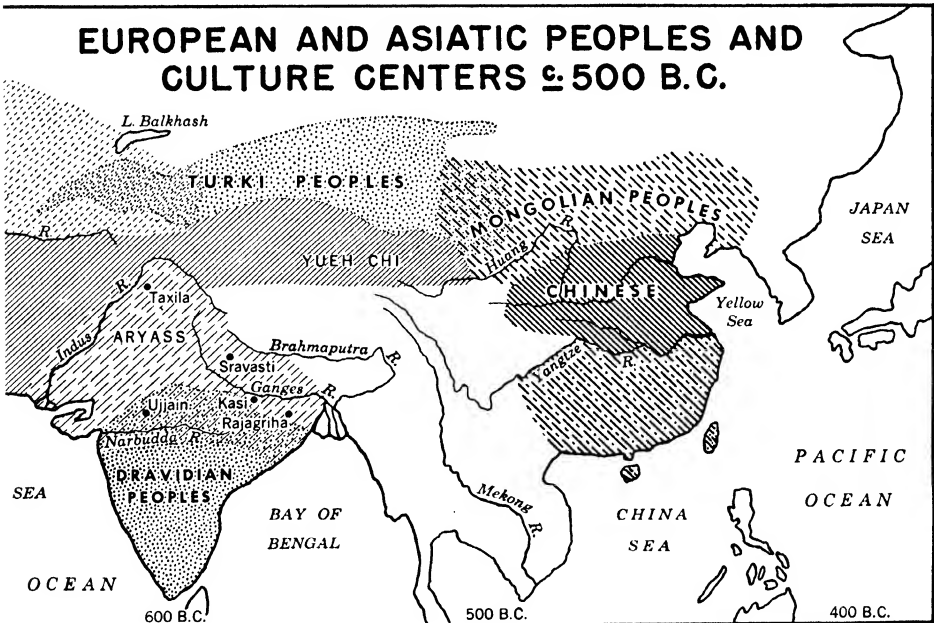 EUROPEAN AND ASIATIC PEOPLES AND
CULTURE CENTERS c. 500 B.C.
L. Balkhash
TURKI PEOPLES
MONGOLIAN PEOPLES
JAPAN
SEA
R.
YUEH CHI
Huang R.
CHINESE
Yellow
Sea
Indus R.
Taxila
ARYASS
Brahmaputra R.
Sravasti
Yangtze R.
Ganges R.
Ujjain
Kasi
Rajagriha
Narbudda R.
DRAVIDIAN
PEOPLES
PACIFIC
OCEAN
SEA
BAY OF
BENGAL
Mekong R.
CHINA
SEA
OCEAN
600 B.C.
500 B.C.
400 B.C.